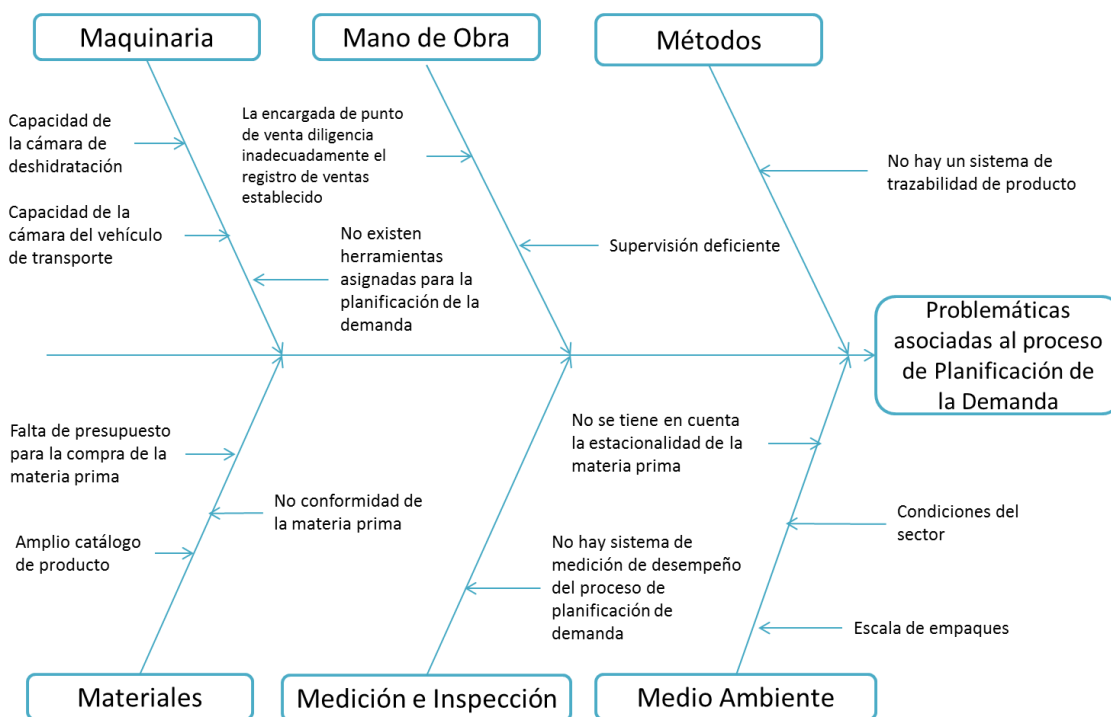 Maquinaria
Mano de Obra
Métodos
Capacidad de
la cámara de
deshidratación
La encargada de punto
de venta diligencia
inadecuadamente el
registro de ventas
establecido
No hay un sistema de
trazabilidad de producto
Capacidad de la
cámara del vehículo
de transporte
No existen
herramientas
asignadas para la
planificación de la
demanda
Supervisión deficiente
Problemáticas
asociadas al proceso
de Planificación de
la Demanda
Falta de presupuesto
para la compra de la
materia prima
No conformidad de
la materia prima
Amplio catálogo
de producto
No se tiene en cuenta
la estacionalidad de la
materia prima
Condiciones del
sector
No hay sistema de
medición de desempeño
del proceso de
planificación de
demanda
Escala de empaques
Materiales
Medición e Inspección
Medio Ambiente